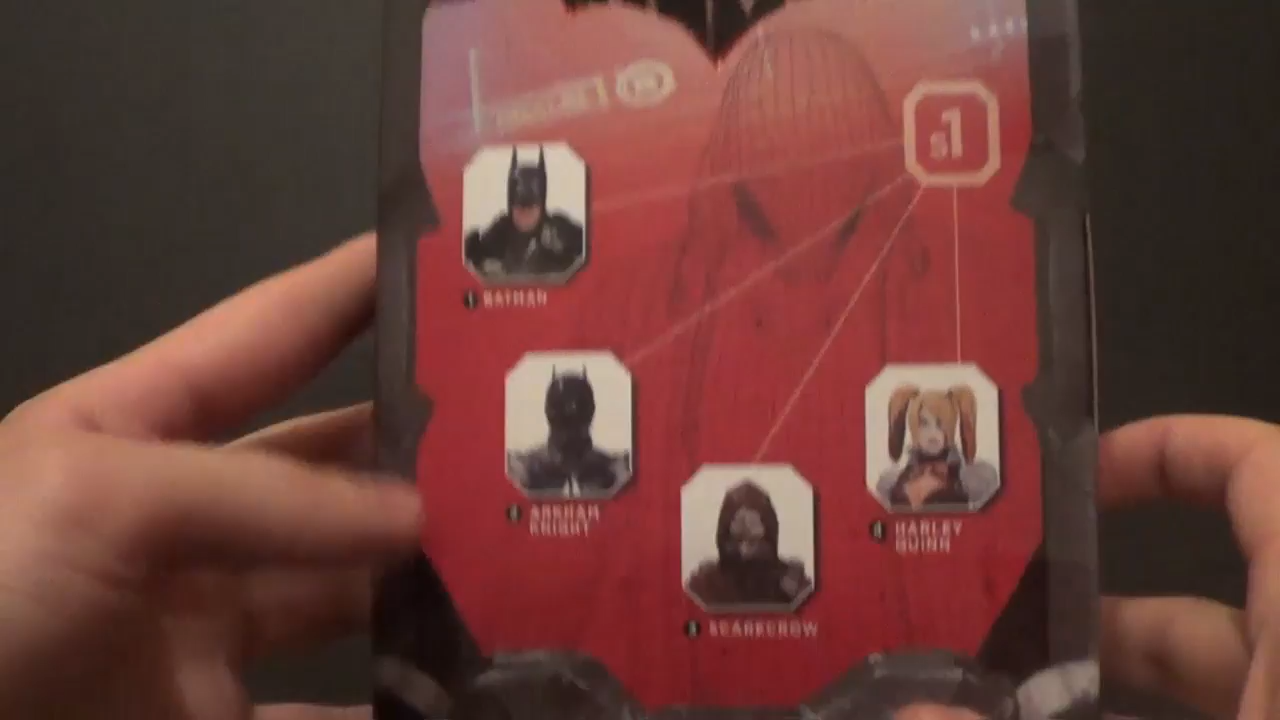 s1
1 BATMAN
2 ARKHAM
KNIGHT
4 HARLEY
QUINN
3 SCARECROW